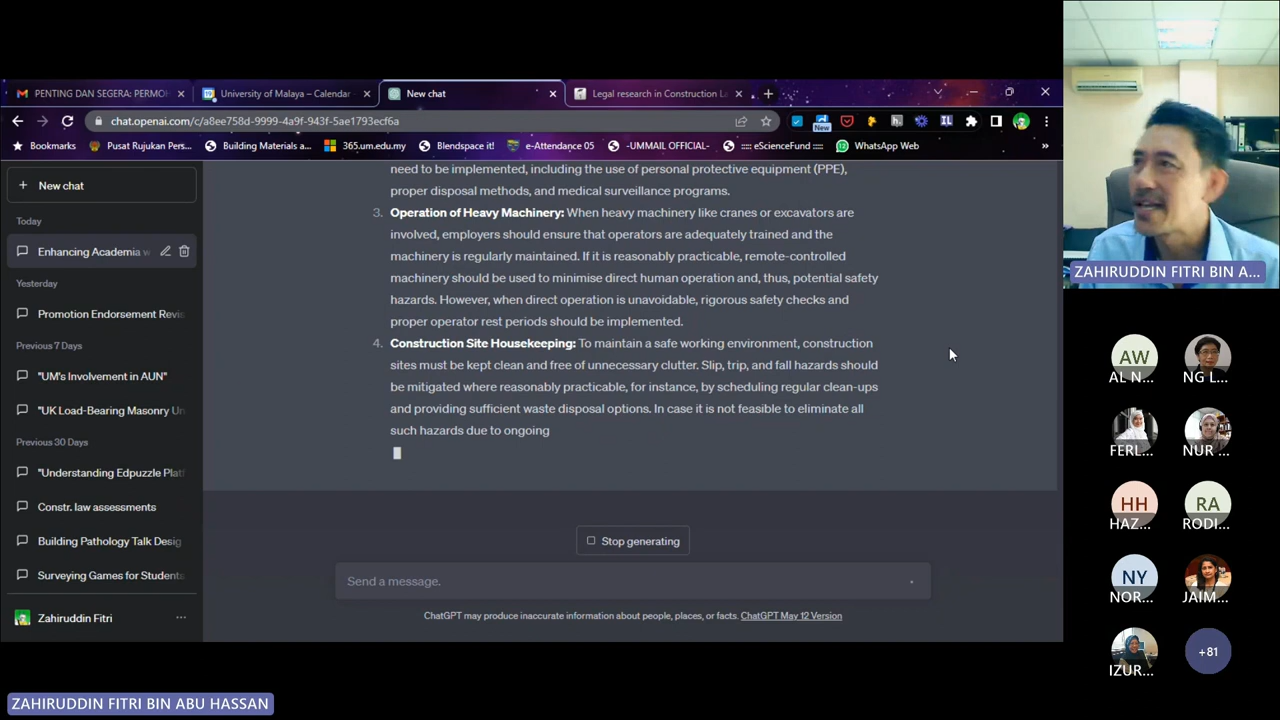 PENTING DAN SEGERA: PERMO
University of Malaya – Calendar
New chat
Legal research in Construction La
chat.openai.com/c/a8ee758d-9999-4a9f-943f-5ae1793ecf6a
New
Bookmarks
Pusat Rujukan Pers...
Building Materials a...
365.um.edu.my
Blendspace it!
e-Attendance 05
-UMMAIL OFFICIAL-
:::: eScienceFund ::::
WhatsApp Web
New chat
Today
Enhancing Academia w
Yesterday
Promotion Endorsement Revis
Previous 7 Days
"UM's Involvement in AUN"
"UK Load-Bearing Masonry Un
Previous 30 Days
"Understanding Edpuzzle Platf
Constr. law assessments
Building Pathology Talk Desig
Surveying Games for Students
Zahiruddin Fitri
need to be implemented, including the use of personal protective equipment (PPE),
proper disposal methods, and medical surveillance programs.
3. Operation of Heavy Machinery: When heavy machinery like cranes or excavators are
involved, employers should ensure that operators are adequately trained and the
machinery is regularly maintained. If it is reasonably practicable, remote-controlled
machinery should be used to minimise direct human operation and, thus, potential safety
hazards. However, when direct operation is unavoidable, rigorous safety checks and
proper operator rest periods should be implemented.
4. Construction Site Housekeeping: To maintain a safe working environment, construction
sites must be kept clean and free of unnecessary clutter. Slip, trip, and fall hazards should
be mitigated where reasonably practicable, for instance, by scheduling regular clean-ups
and providing sufficient waste disposal options. In case it is not feasible to eliminate all
such hazards due to ongoing
Stop generating
Send a message.
ChatGPT may produce inaccurate information about people, places, or facts. ChatGPT May 12 Version
ZAHIRUDDIN FITRI BIN A...
AW
AL N...
NG L...
FERL...
NUR ...
HH
HAZ...
RA
RODI...
NY
NOR...
JAIM...
IZUR...
+81
ZAHIRUDDIN FITRI BIN ABU HASSAN